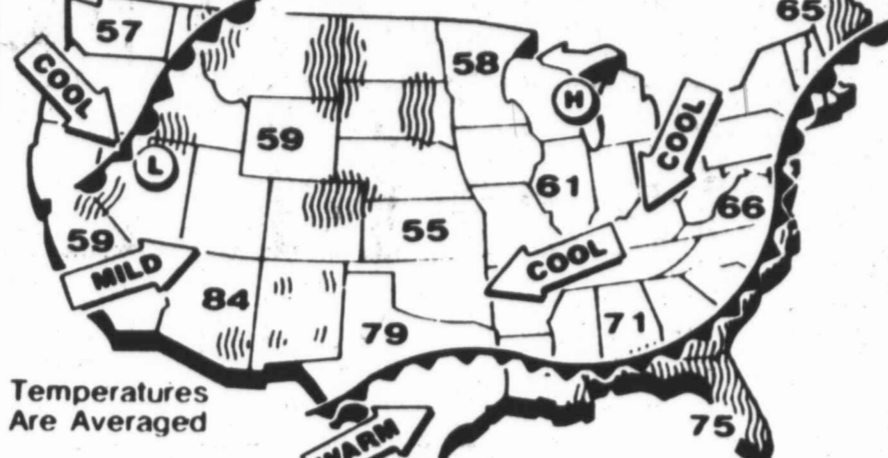 65
57
COOL
58
H
COOL
59
L
61
66
59
55
COOL
MILD
84
79
71
Temperatures
Are Averaged
75
WARM